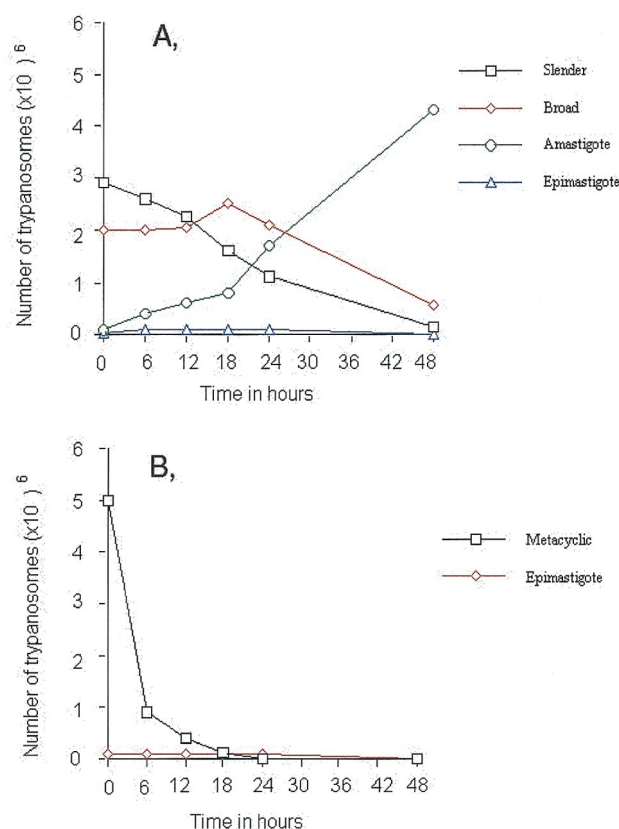 A,
Number of trypanosomes (x10 ) 6
6
5
4
3
2
1
0
0 6 12 18 24 30 36 42 48
Time in hours
Slender
Broad
Amastigote
Epimastigote
B,
Number of trypanosomes (x10 ) 6
6
5
4
3
2
1
0
0 6 12 18 24 30 36 42 48
Time in hours
Metacyclic
Epimastigote